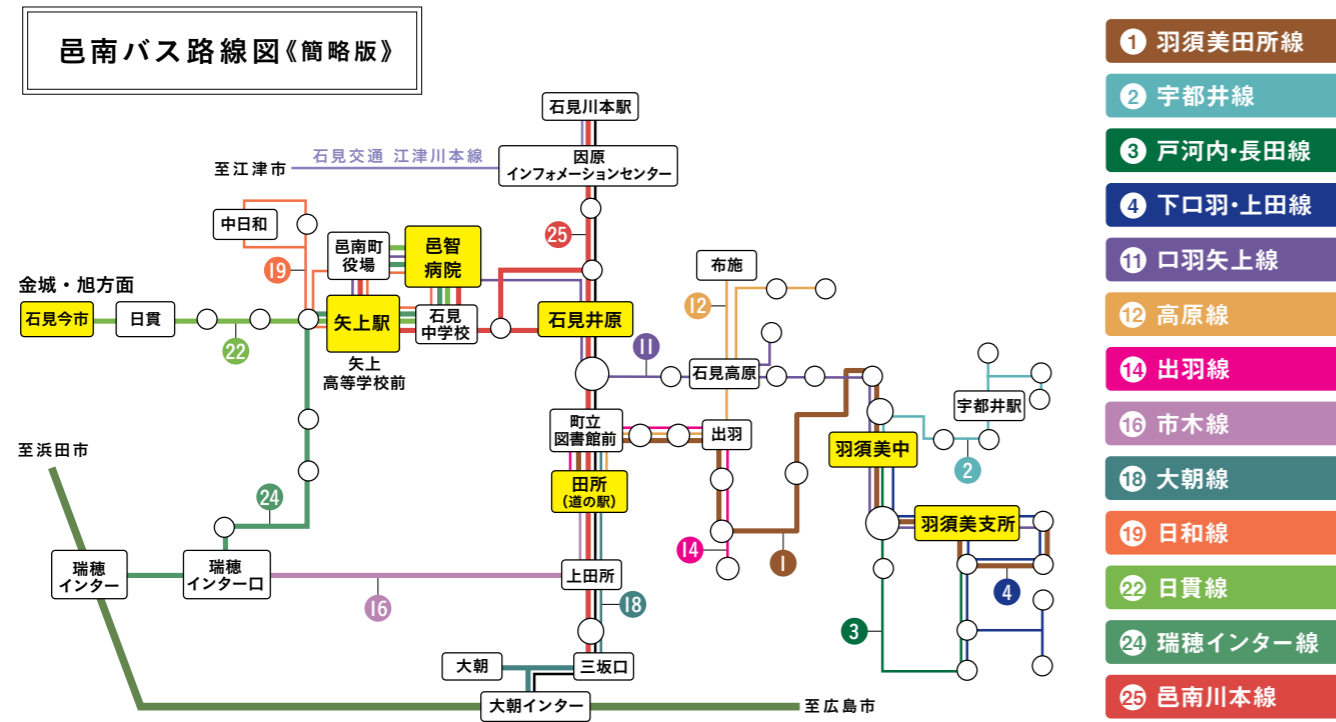 邑南バス路線図《簡略版》
石見川本駅
石見交通 江津川本線
至江津市
因原
インフォメーションセンター
中日和
19
邑南町
役場
邑智
病院
25
布施
12
金城・旭方面
石見今市
日貫
22
矢上駅
矢上
高等学校前
石見
中学校
石見井原
11
石見高原
宇都井駅
2
町立
図書館前
出羽
羽須美中
田所
(道の駅)
羽須美支所
至浜田市
24
14
1
4
3
瑞穂
インター
瑞穂
インター口
16
上田所
18
大朝
三坂口
大朝インター
至広島市
1 羽須美田所線
2 宇都井線
3 戸河内・長田線
4 下口羽・上田線
11 口羽矢上線
12 高原線
14 出羽線
16 市木線
18 大朝線
19 日和線
22 日貫線
24 瑞穂インター線
25 邑南川本線